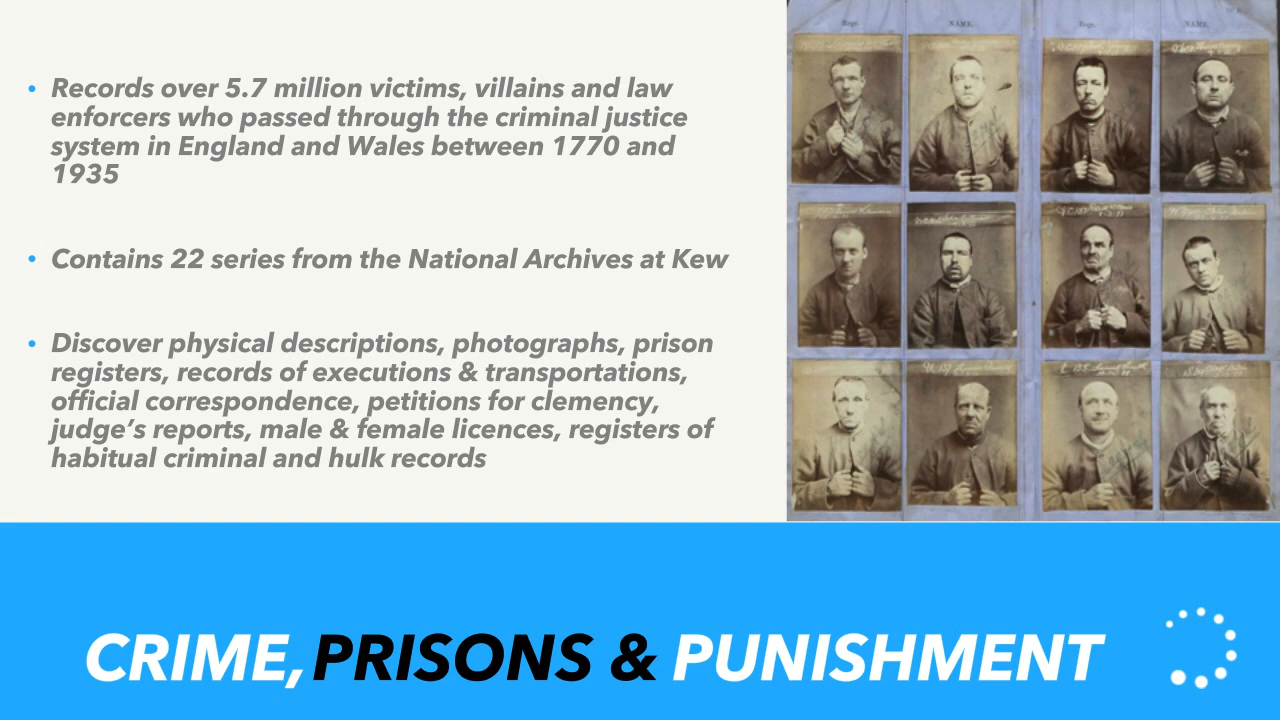 • Records over 5.7 million victims, villains and law
enforcers who passed through the criminal justice
system in England and Wales between 1770 and
1935
• Contains 22 series from the National Archives at Kew
• Discover physical descriptions, photographs, prison
registers, records of executions & transportations,
official correspondence, petitions for clemency,
judge’s reports, male & female licences, registers of
habitual criminal and hulk records
NAME. NAME.
CRIME, PRISONS & PUNISHMENT